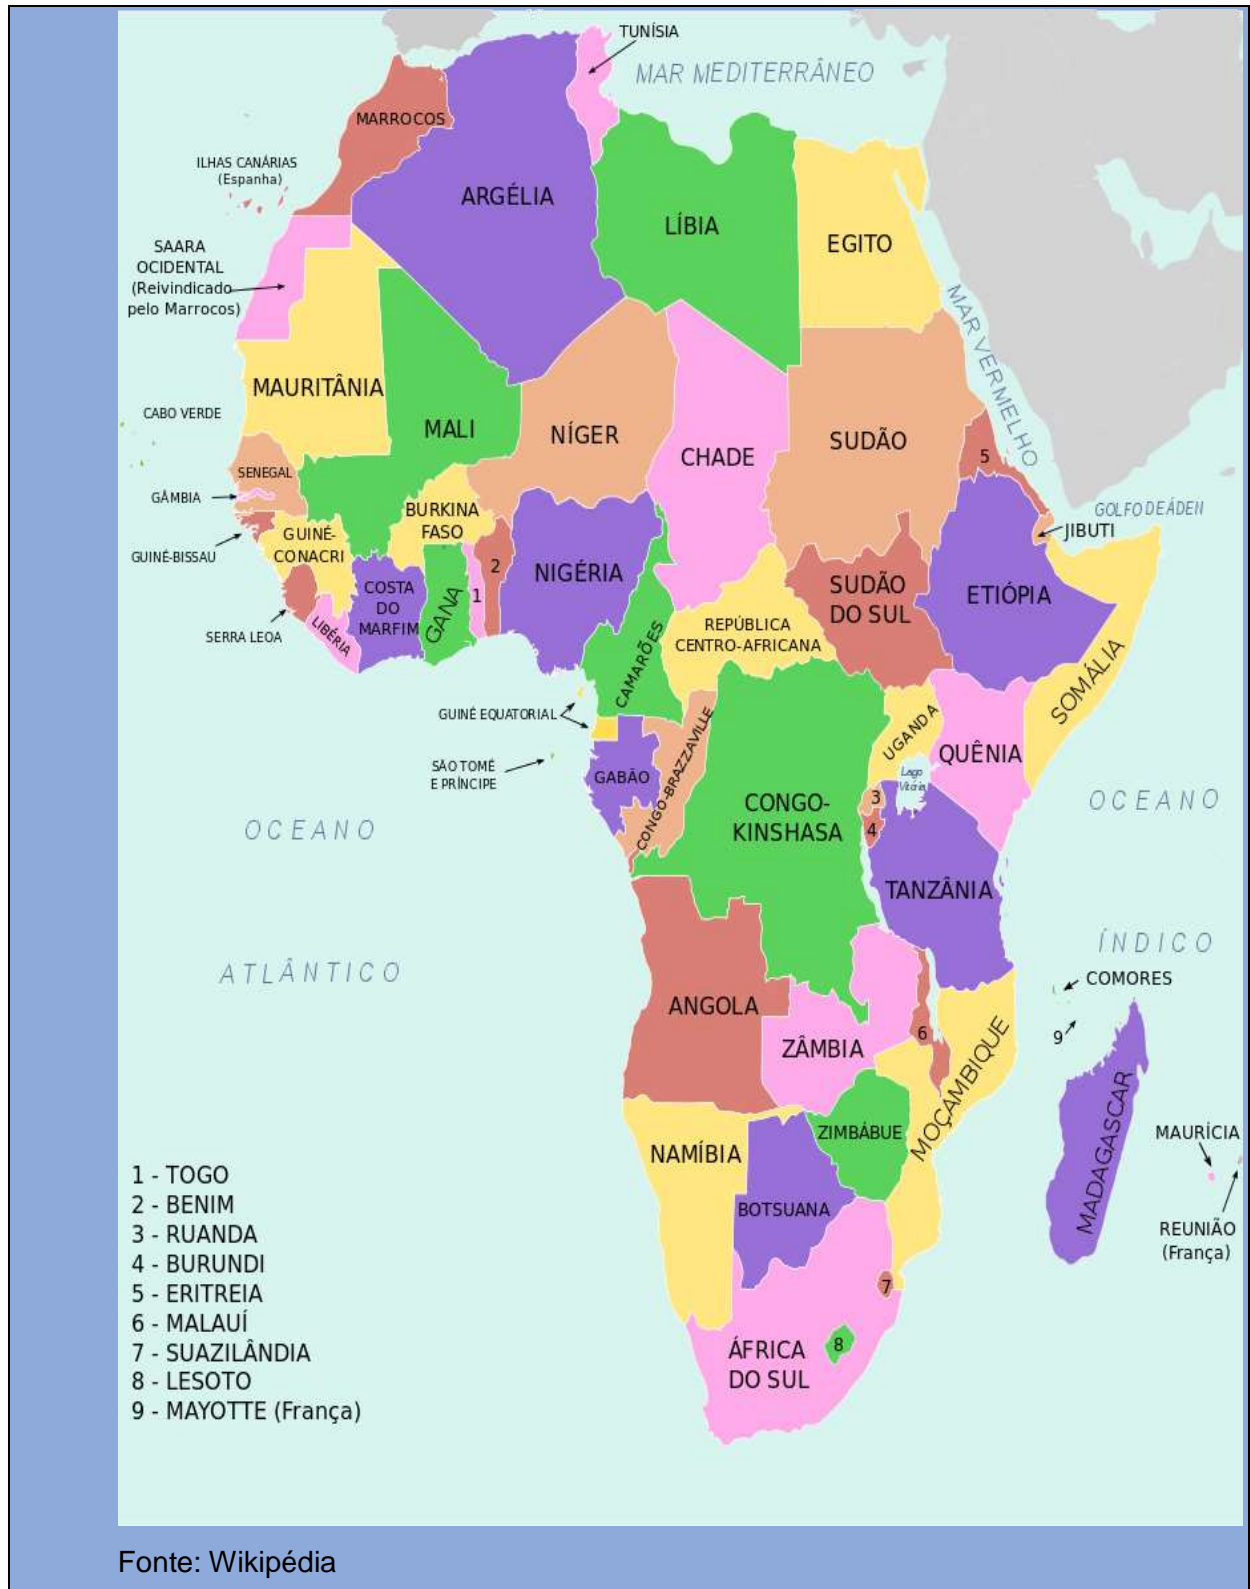 TUNÍSIA
MAR MEDITERRÂNEO
MARROCOS
ILHAS CANÁRIAS
(Espanha)
ARGÉLIA
LÍBIA
EGITO
SAARA
OCIDENTAL
(Reivindicado
pelo Marrocos)
MAR VERMELHO
MAURITÂNIA
CABO VERDE
MALI
NÍGER
CHADE
SUDÃO
5
SENEGAL
GÂMBIA
BURKINA
FASO
GOLFO DE ÁDEN
JIBUTI
GUINÉ-
CONACRI
GUINÉ-BISSAU
2
NIGÉRIA
SUDÃO
DO SUL
ETIÓPIA
COSTA
DO
MARFIM
GANA
1
SERRA LEOA
LIBÉRIA
REPÚBLICA
CENTRO-AFRICANA
CAMARÕES
SOMÁLIA
GUINÉ EQUATORIAL
UGANDA
QUÊNIA
SÃO TOMÉ
E PRÍNCIPE
GABÃO
CONGO-BRAZZAVILLE
Lago
Vitória
3
CONGO-
KINSHASA
4
OCEANO
OCEANO
TANZÂNIA
ÍNDICO
ATLÂNTICO
COMORES
ANGOLA
6
9
ZÂMBIA
MOÇAMBIQUE
MADAGASCAR
ZIMBÁBUE
NAMÍBIA
MAURÍCIA
BOTSUANA
REUNIÃO
(França)
7
8
ÁFRICA
DO SUL
1 - TOGO
2 - BENIM
3 - RUANDA
4 - BURUNDI
5 - ERITREIA
6 - MALAUÍ
7 - SUAZILÂNDIA
8 - LESOTO
9 - MAYOTTE (França)
Fonte: Wikipédia